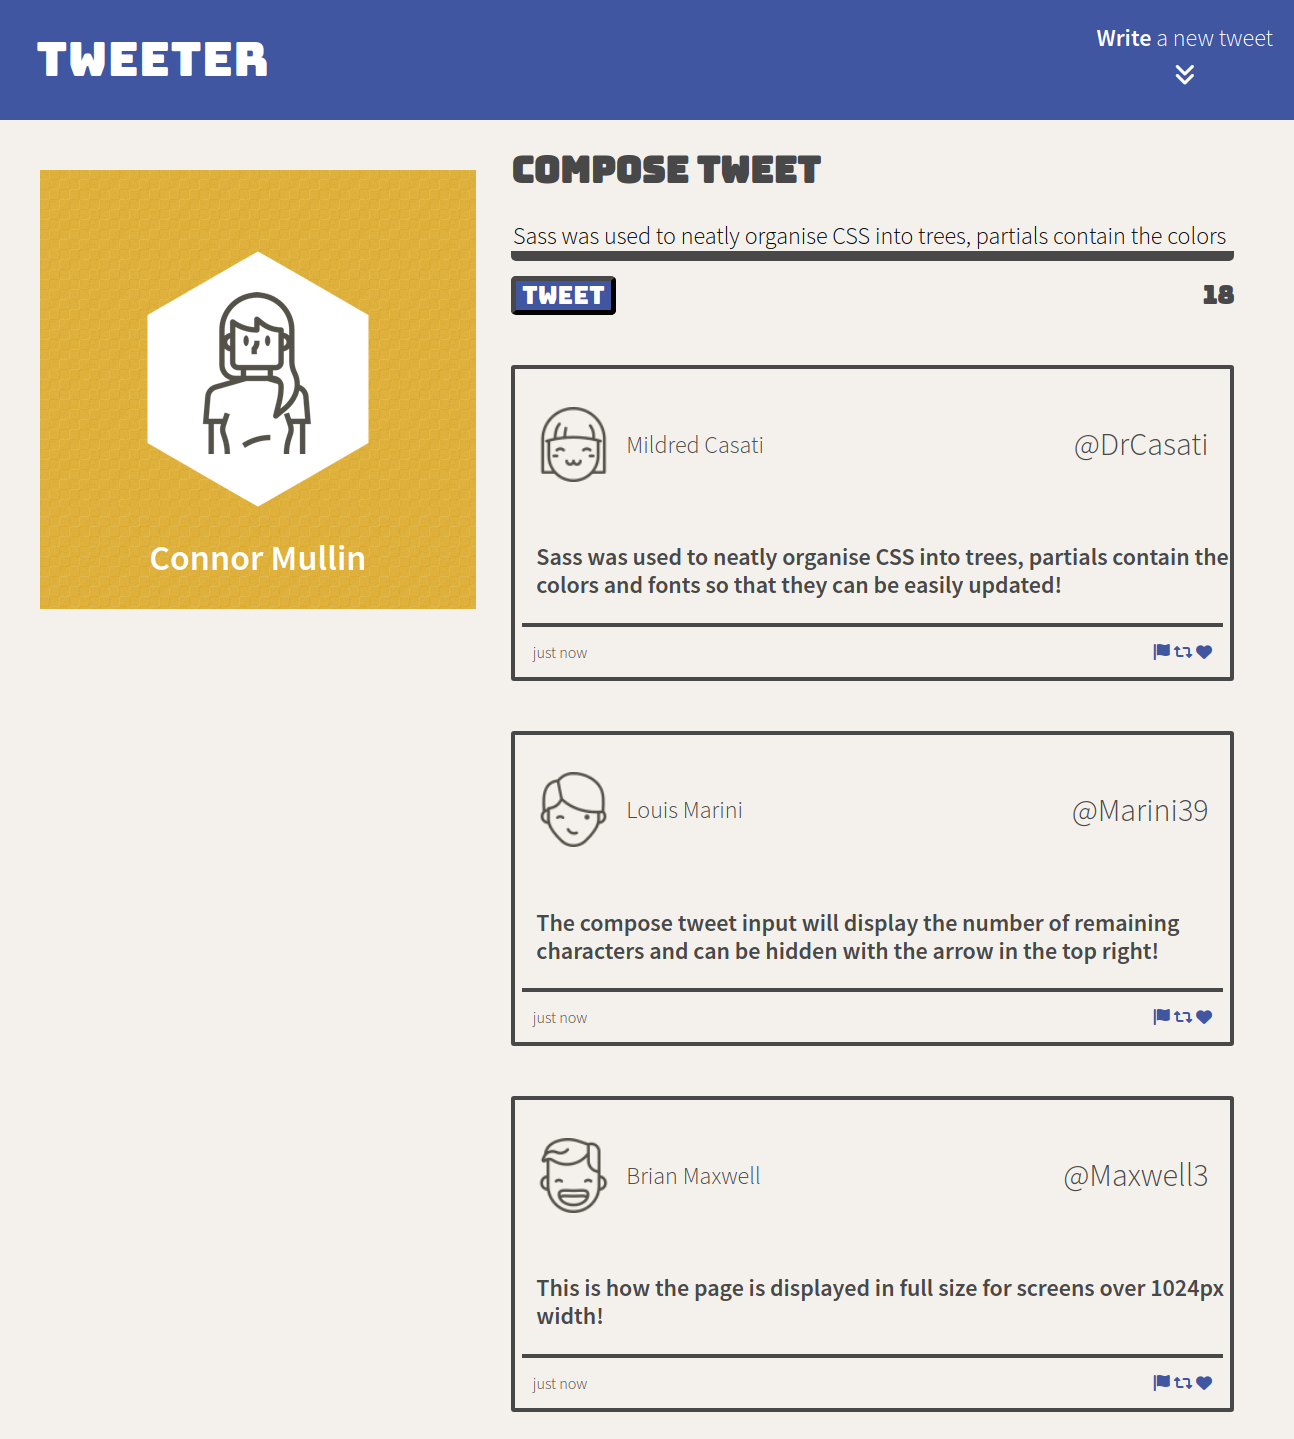 TWEETER
Write a new tweet
COMPOSE TWEET
Sass was used to neatly organise CSS into trees, partials contain the colors
TWEET
18
Connor Mullin
Mildred Casati
@DrCasati
Sass was used to neatly organise CSS into trees, partials contain the
colors and fonts so that they can be easily updated!
just now
Louis Marini
@Marini39
The compose tweet input will display the number of remaining
characters and can be hidden with the arrow in the top right!
just now
Brian Maxwell
@Maxwell3
This is how the page is displayed in full size for screens over 1024px
width!
just now